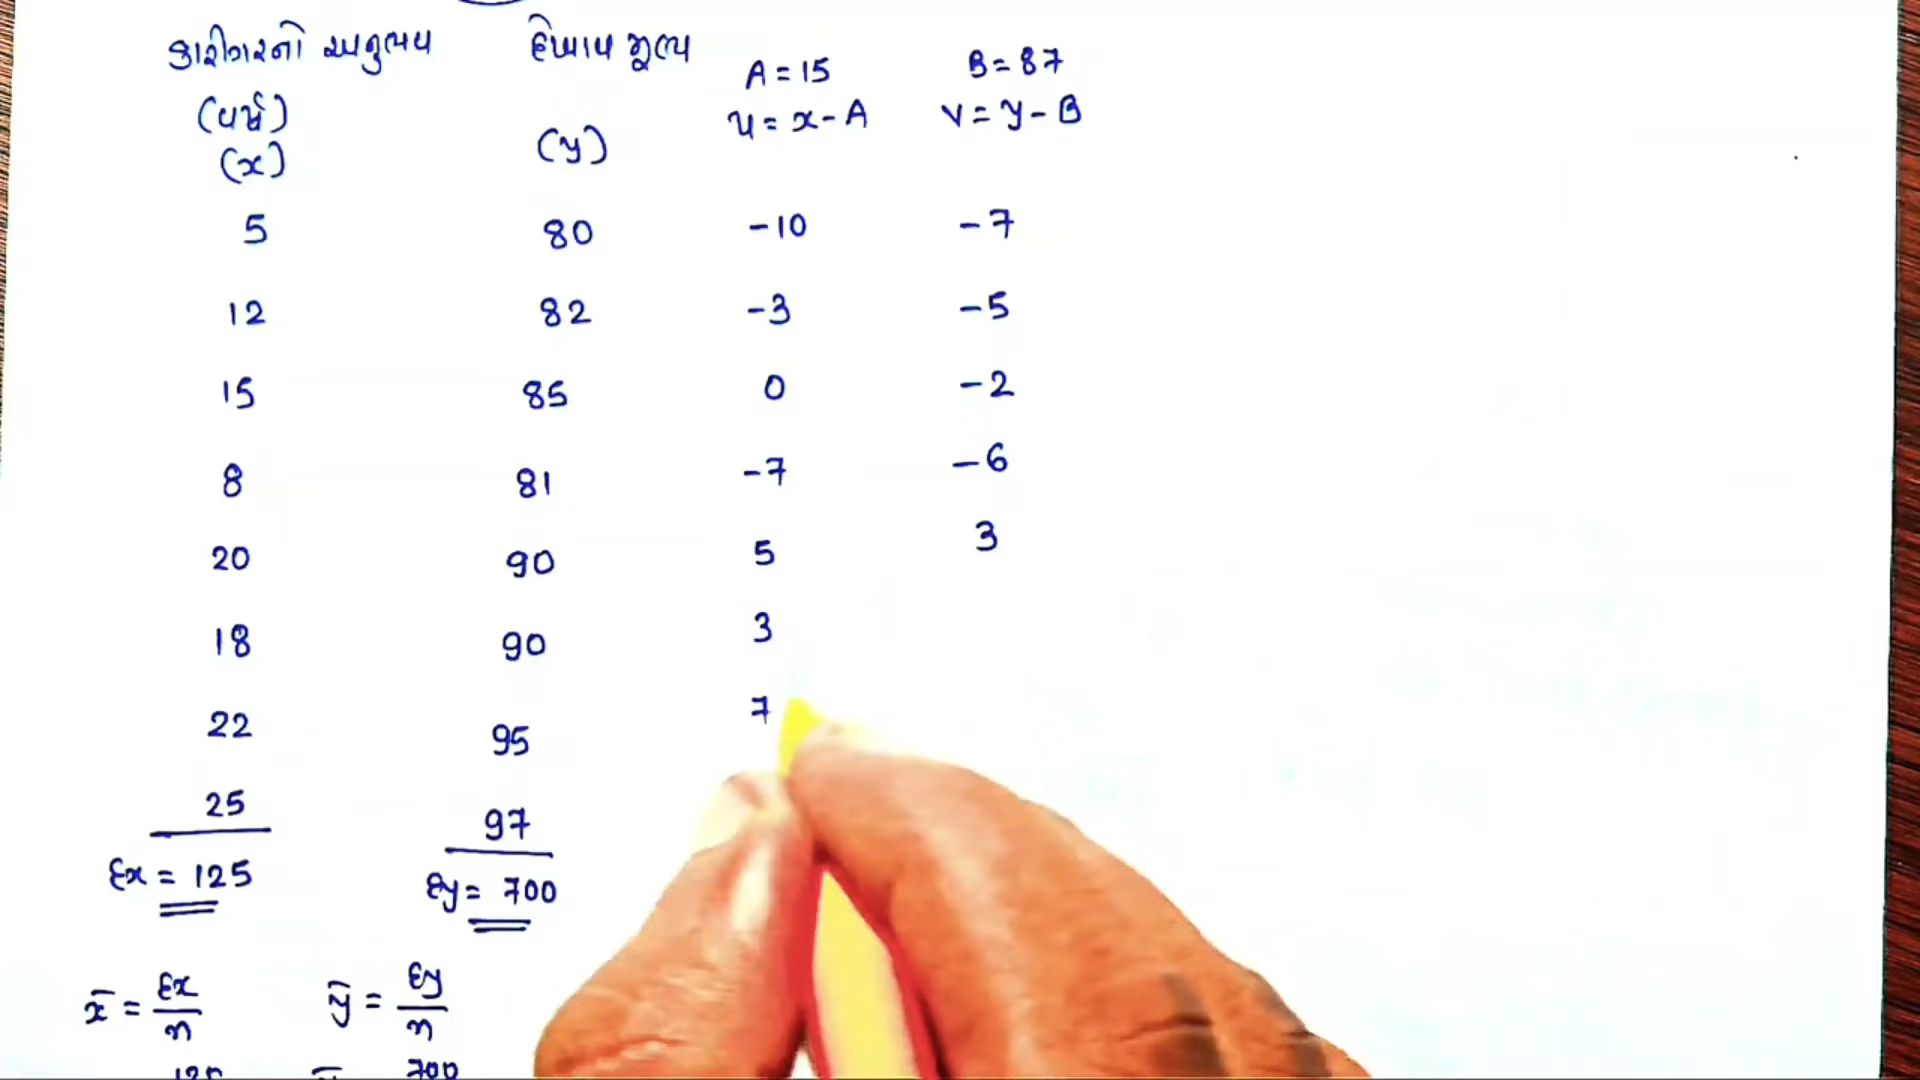 કારીગરનો અનુભવ દેખાવ મૂલ્ય
(વર્ષ)
(x) (y)
A = 15 B = 87
u = x - A v = y - B
5 80 -10 -7
12 82 -3 -5
15 85 0 -2
8 81 -7 -6
20 90 5 3
18 90 3
22 95 7
25 97
Σx = 125 Σy = 700
x̄ = Σx/n ȳ = Σy/n
700